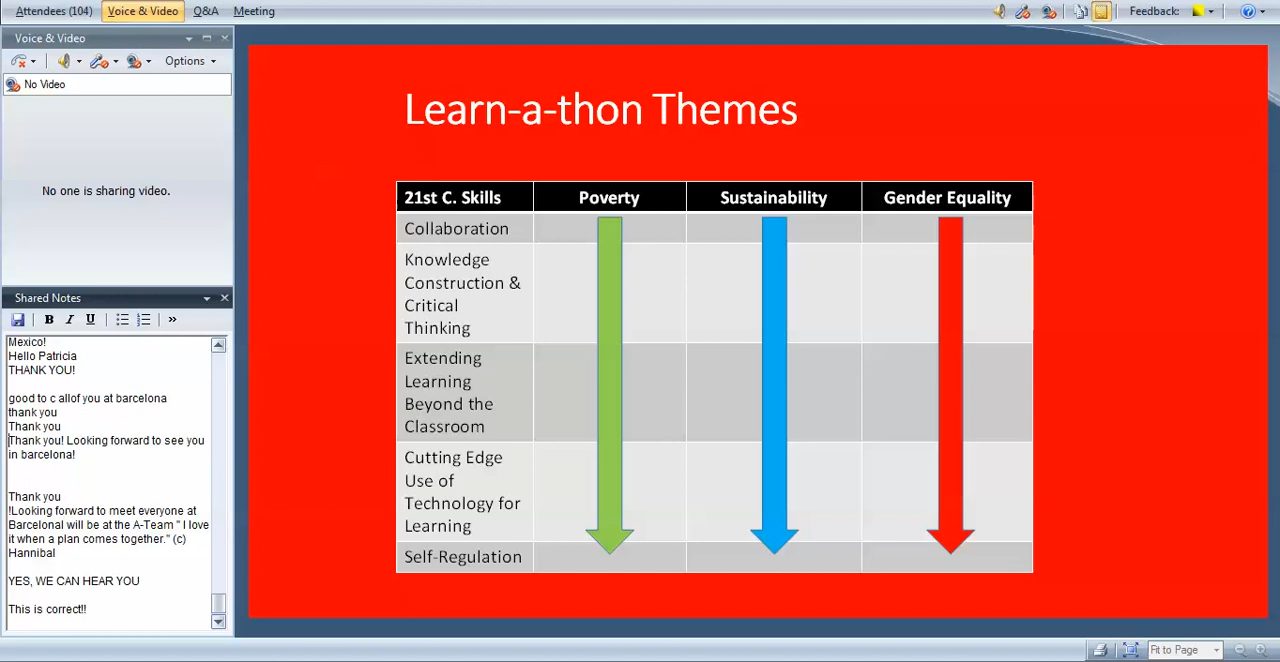 Attendees (104) Voice & Video Q&A Meeting Feedback:
Voice & Video
Options
No Video
No one is sharing video.
Shared Notes
B I U »
Mexico!
Hello Patricia
THANK YOU!
good to c allof you at barcelona
thank you
Thank you
Thank you! Looking forward to see you
in barcelona!
Thank you
!Looking forward to meet everyone at
BarcelonaI will be at the A-Team " I love
it when a plan comes together." (c)
Hannibal
YES, WE CAN HEAR YOU
This is correct!!
Learn-a-thon Themes
21st C. Skills Poverty Sustainability Gender Equality
Collaboration
Knowledge
Construction &
Critical
Thinking
Extending
Learning
Beyond the
Classroom
Cutting Edge
Use of
Technology for
Learning
Self-Regulation
Fit to Page